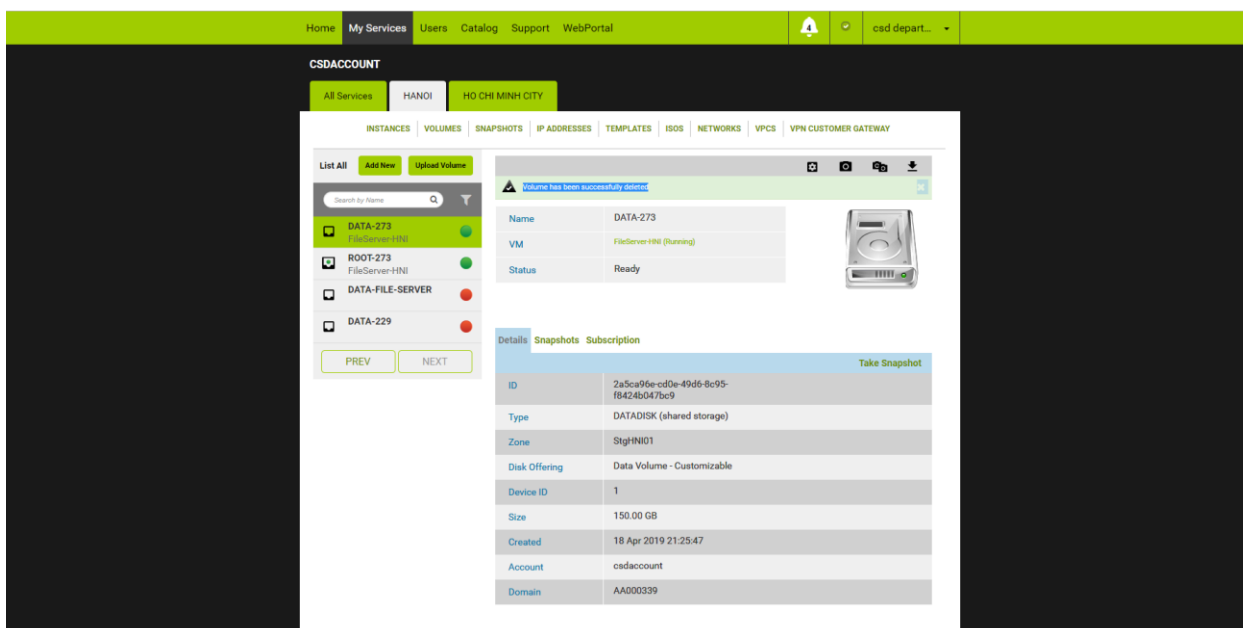 Home My Services Users Catalog Support WebPortal 4 csd depart...
CSDACCOUNT
All Services HANOI HO CHI MINH CITY
INSTANCES VOLUMES SNAPSHOTS IP ADDRESSES TEMPLATES ISOS NETWORKS VPCS VPN CUSTOMER GATEWAY
List All Add New Upload Volume
Search by Name
DATA-273
FileServer-HNI
ROOT-273
FileServer-HNI
DATA-FILE-SERVER
DATA-229
PREV NEXT
Volume has been successfully deleted
Name DATA-273
VM FileServer-HNI (Running)
Status Ready
Details Snapshots Subscription
Take Snapshot
ID 2a5ca96e-cd0e-49d6-8c95-
f8424b047bc9
Type DATADISK (shared storage)
Zone StgHNI01
Disk Offering Data Volume - Customizable
Device ID 1
Size 150.00 GB
Created 18 Apr 2019 21:25:47
Account csdaccount
Domain AA000339